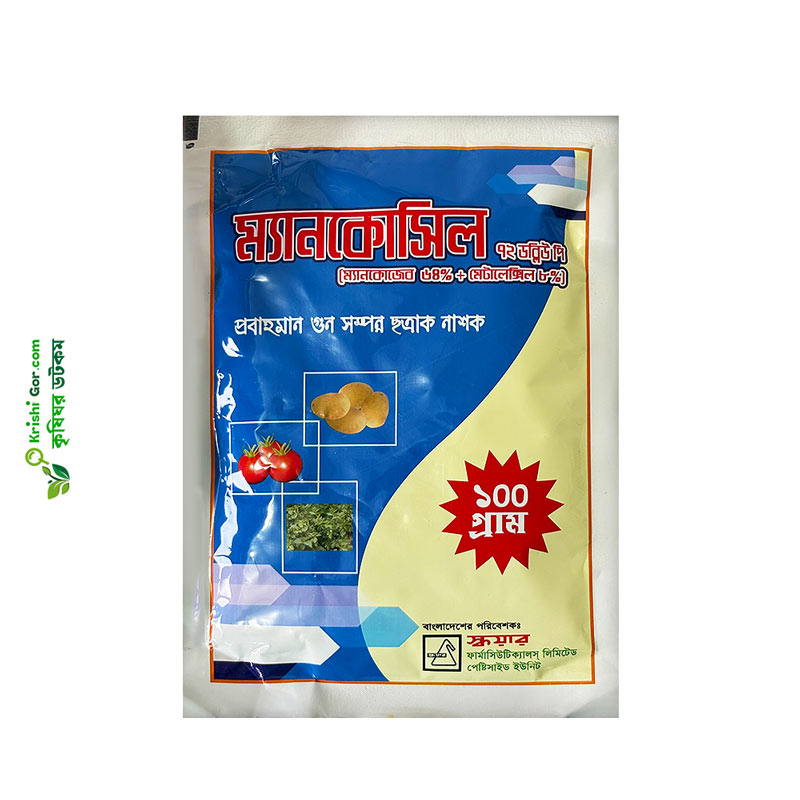 ম্যানকোসিল ৭২ ডব্লিউপি
(ম্যানকোজেব ৬৪% + মেটালেক্সিল ৮%)
প্রবাহমান গুন সম্পন্ন ছত্রাক নাশক
১০০
গ্রাম
বাংলাদেশের পরিবেশকঃ
স্কয়ার
ফার্মাসিউটিক্যালস্ লিমিটেড
পেষ্টিসাইড ইউনিট
Krishi Gor.com
কৃষিঘর ডটকম